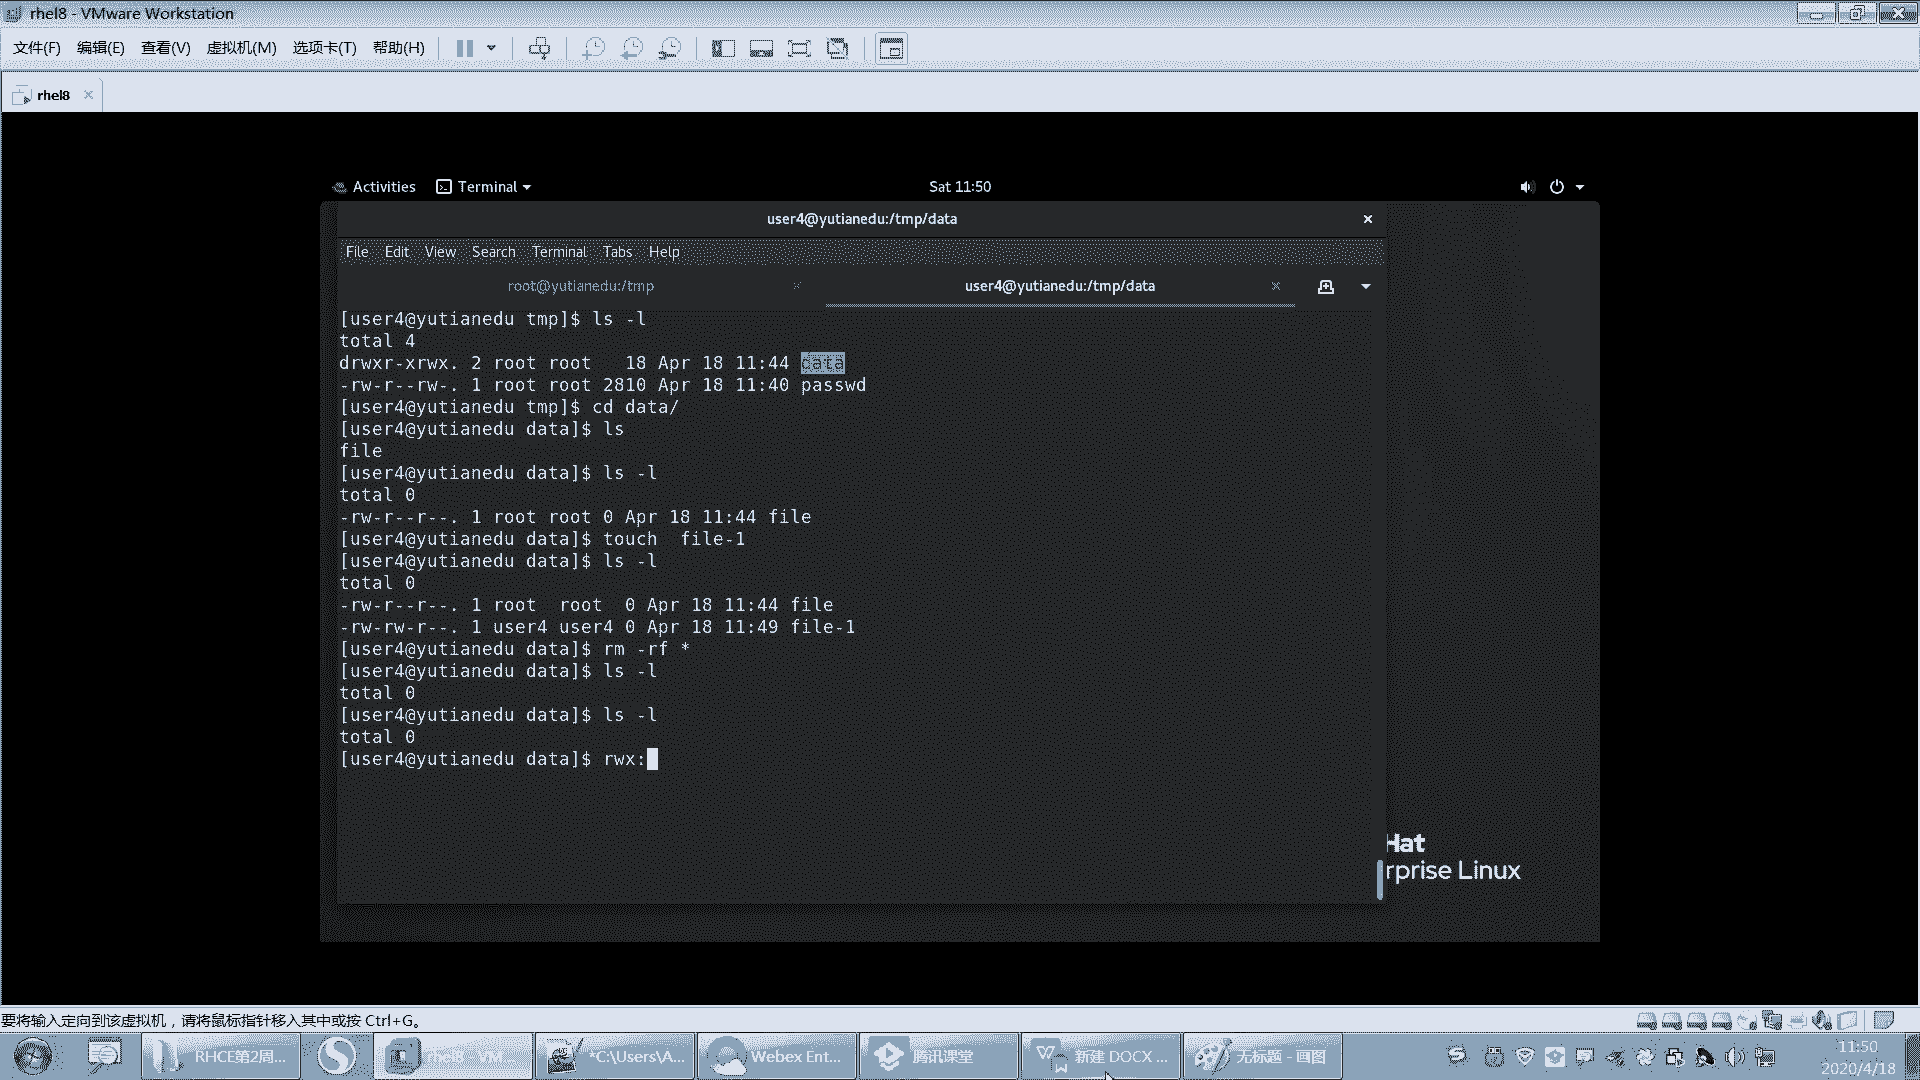 rhel8 - VMware Workstation
文件(F) 编辑(E) 查看(V) 虚拟机(M) 选项卡(T) 帮助(H)
rhel8
Activities Terminal Sat 11:50
user4@yutianedu:/tmp/data
File Edit View Search Terminal Tabs Help
root@yutianedu:/tmp user4@yutianedu:/tmp/data
[user4@yutianedu tmp]$ ls -l
total 4
drwxr-xrwx. 2 root root   18 Apr 18 11:44 data
-rw-r--rw-. 1 root root 2810 Apr 18 11:40 passwd
[user4@yutianedu tmp]$ cd data/
[user4@yutianedu data]$ ls
file
[user4@yutianedu data]$ ls -l
total 0
-rw-r--r--. 1 root root 0 Apr 18 11:44 file
[user4@yutianedu data]$ touch  file-1
[user4@yutianedu data]$ ls -l
total 0
-rw-r--r--. 1 root  root  0 Apr 18 11:44 file
-rw-rw-r--. 1 user4 user4 0 Apr 18 11:49 file-1
[user4@yutianedu data]$ rm -rf *
[user4@yutianedu data]$ ls -l
total 0
[user4@yutianedu data]$ ls -l
total 0
[user4@yutianedu data]$ rwx:
Hat
rprise Linux
要将输入定向到该虚拟机，请将鼠标指针移入其中或按 Ctrl+G。
RHCE第2周... rhel8 - VM... *C:\Users\A... Webex Ent... 腾讯课堂 新建 DOCX ... 无标题 - 画图
11:50
2020/4/18